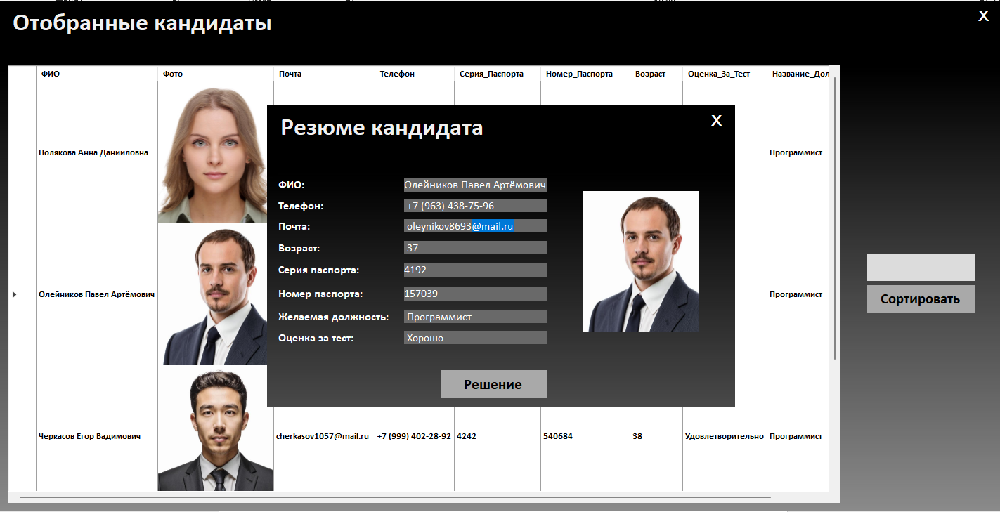 Отобранные кандидаты
X
ФИО Фото Почта Телефон Серия_Паспорта Номер_Паспорта Возраст Оценка_За_Тест Название_Дол
Полякова Анна Данииловна Программист
Резюме кандидата
X
ФИО: Олейников Павел Артёмович
Телефон: +7 (963) 438-75-96
Почта: oleynikov8693@mail.ru
Возраст: 37
Серия паспорта: 4192
Номер паспорта: 157039
Желаемая должность: Программист
Оценка за тест: Хорошо
Решение
Олейников Павел Артёмович Программист
Сортировать
Черкасов Егор Вадимович cherkasov1057@mail.ru +7 (999) 402-28-92 4242 540684 38 Удовлетворительно Программист